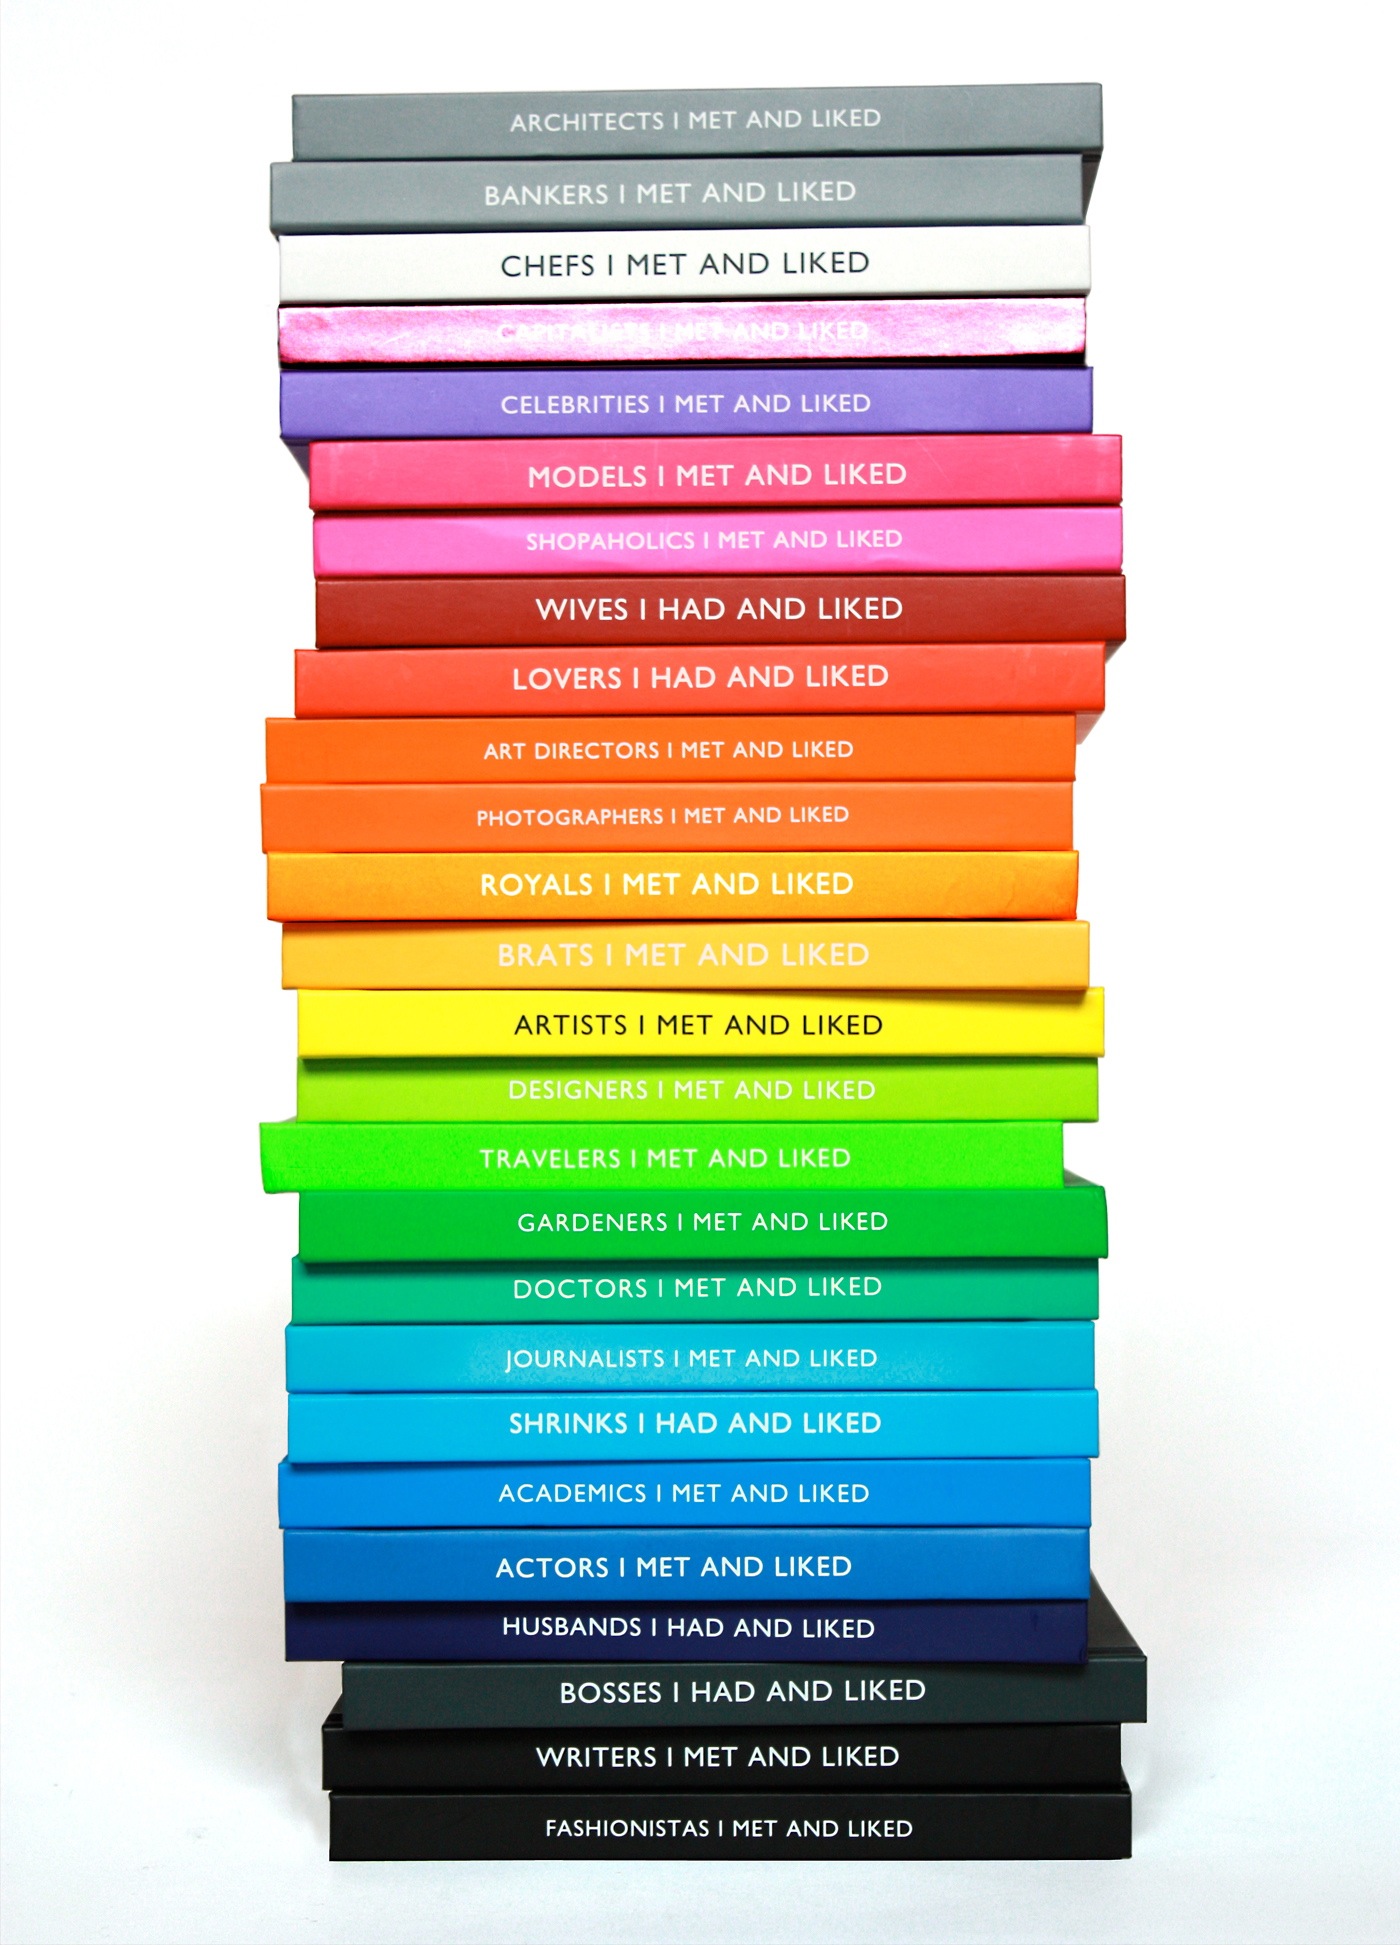 ARCHITECTS I MET AND LIKED
BANKERS I MET AND LIKED
CHEFS I MET AND LIKED
CAPITALISTS I MET AND LIKED
CELEBRITIES I MET AND LIKED
MODELS I MET AND LIKED
SHOPAHOLICS I MET AND LIKED
WIVES I HAD AND LIKED
LOVERS I HAD AND LIKED
ART DIRECTORS I MET AND LIKED
PHOTOGRAPHERS I MET AND LIKED
ROYALS I MET AND LIKED
BRATS I MET AND LIKED
ARTISTS I MET AND LIKED
DESIGNERS I MET AND LIKED
TRAVELERS I MET AND LIKED
GARDENERS I MET AND LIKED
DOCTORS I MET AND LIKED
JOURNALISTS I MET AND LIKED
SHRINKS I HAD AND LIKED
ACADEMICS I MET AND LIKED
ACTORS I MET AND LIKED
HUSBANDS I HAD AND LIKED
BOSSES I HAD AND LIKED
WRITERS I MET AND LIKED
FASHIONISTAS I MET AND LIKED